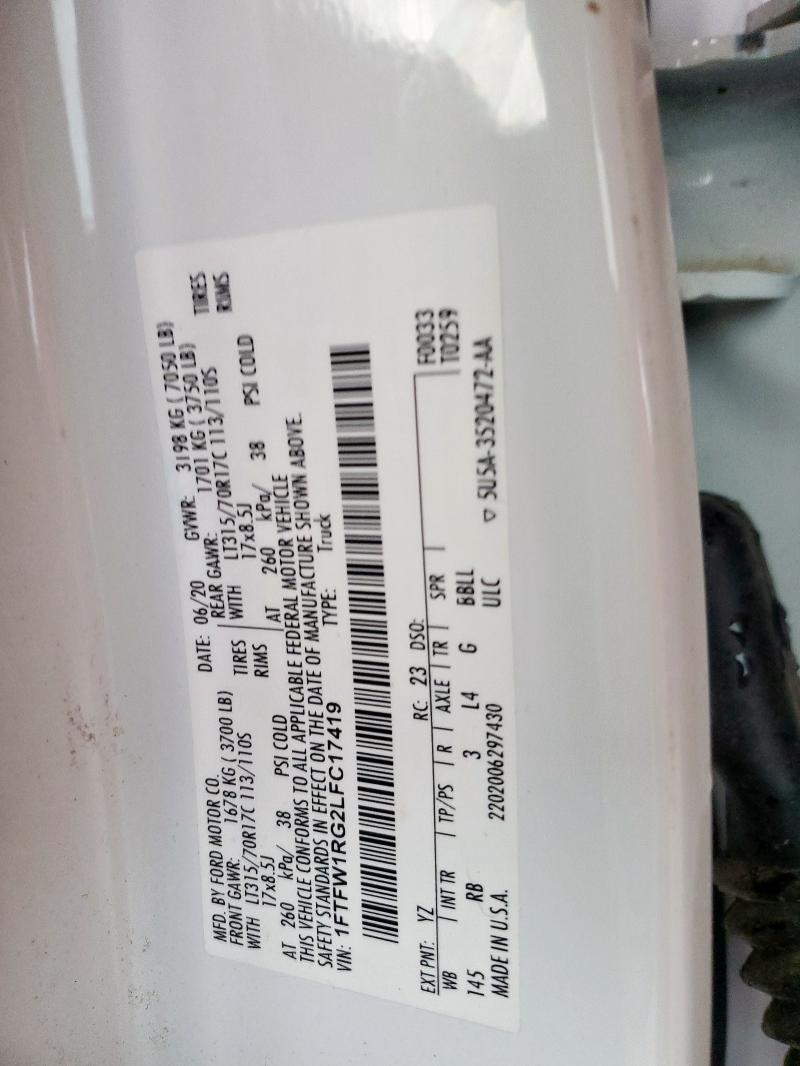 MFD. BY FORD MOTOR CO.
DATE: 06/20 GVWR: 3198 KG ( 7050 LB)
FRONT GAWR: 1678 KG ( 3700 LB) REAR GAWR: 1701 KG ( 3750 LB)
WITH LT315/70R17C 113/110S TIRES WITH LT315/70R17C 113/110S TIRES
17x8.5J RIMS 17x8.5J RIMS
AT 260 kPa/ 38 PSI COLD AT 260 kPa/ 38 PSI COLD
THIS VEHICLE CONFORMS TO ALL APPLICABLE FEDERAL MOTOR VEHICLE
SAFETY STANDARDS IN EFFECT ON THE DATE OF MANUFACTURE SHOWN ABOVE.
VIN: 1FTFW1RG2LFC17419 TYPE: Truck
F0033
EXT PNT: YZ RC: 23 DSO: T0259
WB INT TR TP/PS R AXLE TR SPR
145 RB 3 L4 G BBLL
MADE IN U.S.A. 2202006297430 ULC ▽ 5U5A-3520472-AA